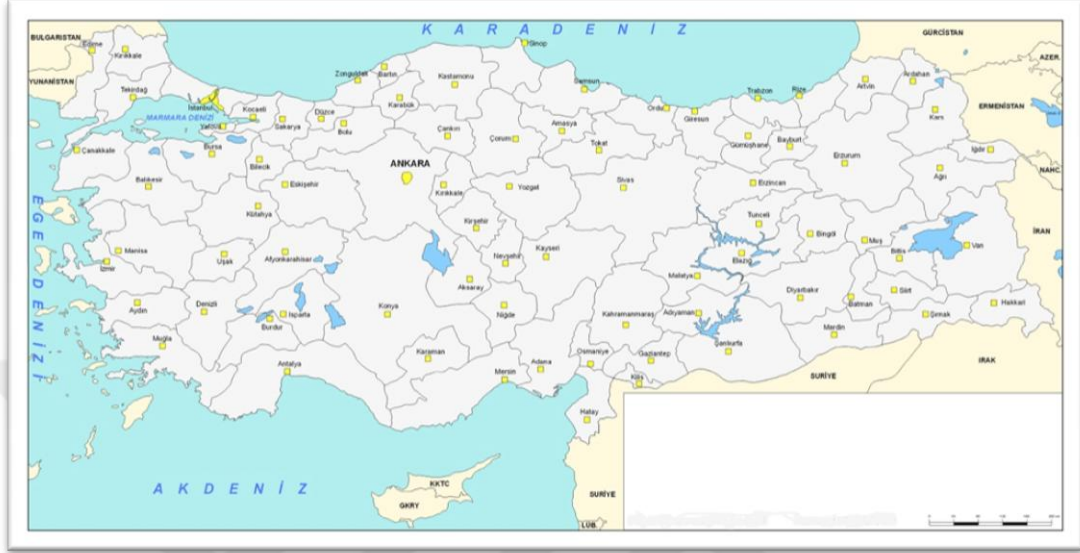 K A R A D E N İ Z
BULGARİSTAN
GÜRCİSTAN
Edirne
Kırıkkale
Sinop
AZER.
YUNANİSTAN
Zonguldak
Bartın
Kastamonu
Samsun
Ardahan
Artvin
Tekirdağ
İstanbul
Kocaeli
Karabük
Trabzon
Rize
Ordu
Giresun
ERMENİSTAN
Kars
MARMARA DENİZİ
Yalova
Sakarya
Düzce
Bolu
Çankırı
Çorum
Amasya
Tokat
Gümüşhane
Bayburt
Erzurum
Iğdır
Çanakkale
Bursa
Bilecik
ANKARA
NAHC.
Ağrı
Balıkesir
Eskişehir
Kırıkkale
Yozgat
Sivas
Erzincan
Kütahya
Kırşehir
Tunceli
Bingöl
Muş
Bitlis
Van
İRAN
EGE DENİZİ
Manisa
İzmir
Uşak
Afyonkarahisar
Nevşehir
Kayseri
Elazığ
Malatya
Aksaray
Diyarbakır
Batman
Siirt
Hakkari
Şırnak
Aydın
Denizli
Isparta
Burdur
Konya
Niğde
Kahramanmaraş
Adıyaman
Mardin
Muğla
Karaman
Şanlıurfa
Antalya
Mersin
Adana
Osmaniye
Gaziantep
Kilis
SURİYE
IRAK
Hatay
A K D E N İ Z
KKTC
GKRY
SURİYE
LÜB.